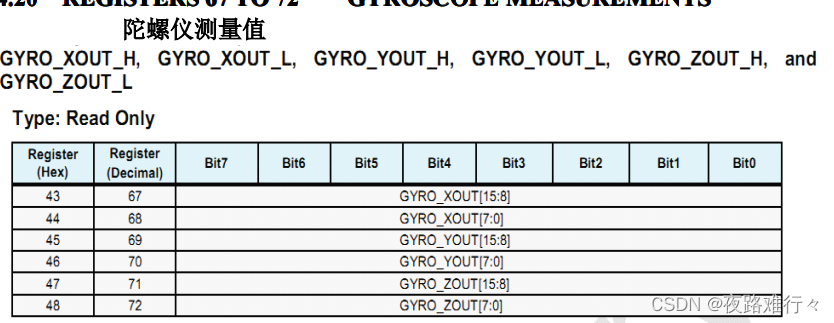 4.20 REGISTERS 67 TO 72 GYROSCOPE MEASUREMENTS
陀螺仪测量值
GYRO_XOUT_H, GYRO_XOUT_L, GYRO_YOUT_H, GYRO_YOUT_L, GYRO_ZOUT_H, and
GYRO_ZOUT_L
Type: Read Only
Register (Hex) Register (Decimal) Bit7 Bit6 Bit5 Bit4 Bit3 Bit2 Bit1 Bit0
43 67 GYRO_XOUT[15:8]
44 68 GYRO_XOUT[7:0]
45 69 GYRO_YOUT[15:8]
46 70 GYRO_YOUT[7:0]
47 71 GYRO_ZOUT[15:8]
48 72 GYRO_ZOUT[7:0]
CSDN @夜路难行々